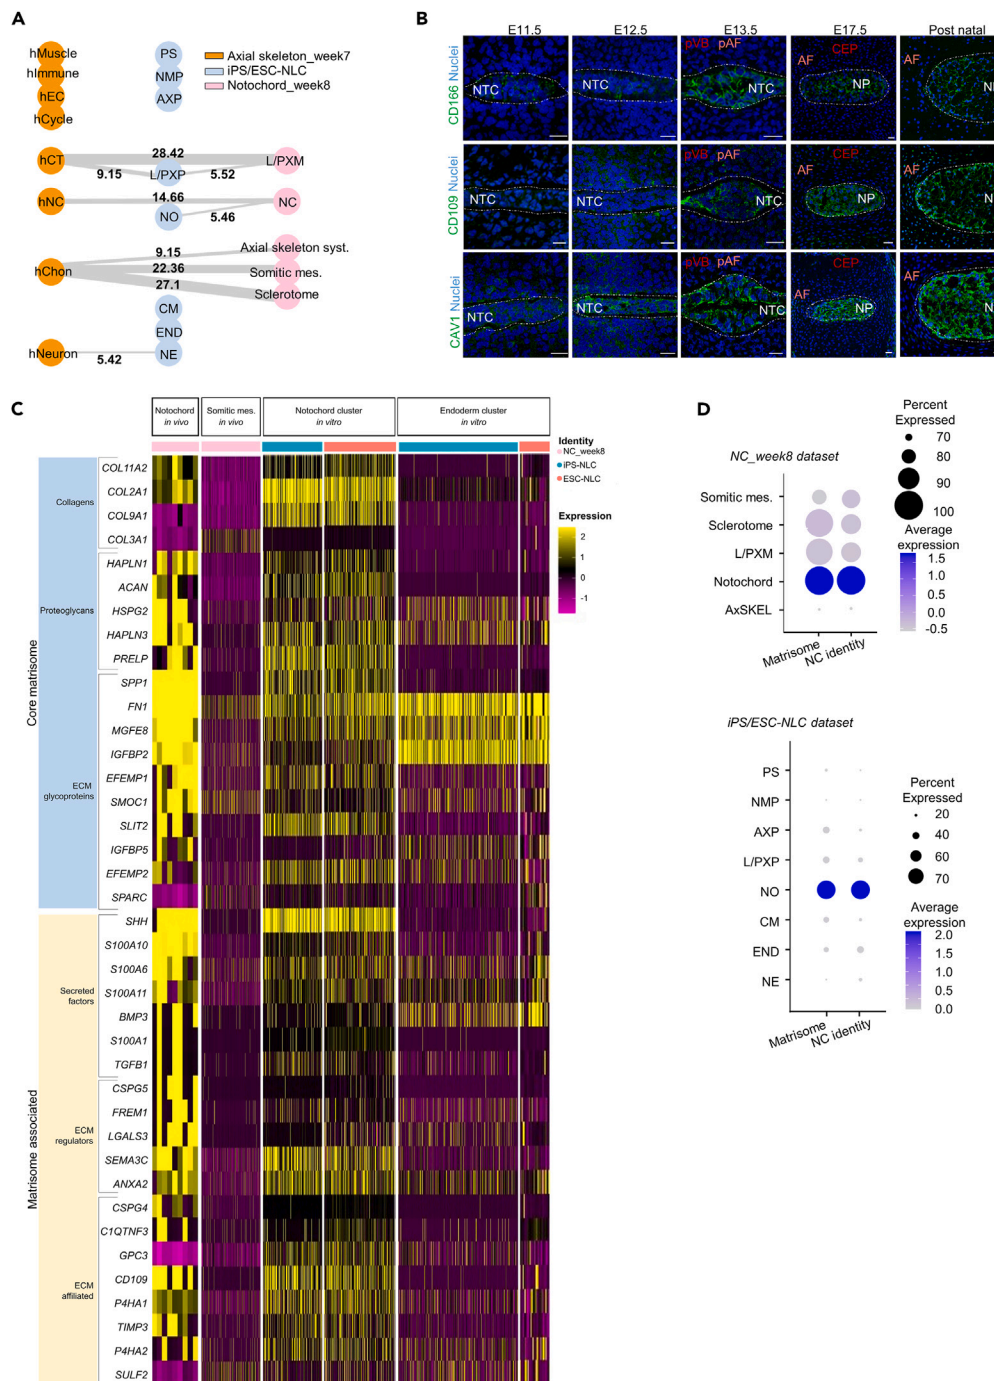 A
hMuscle
hImmune
hEC
hCycle
PS
NMP
AXP
Axial skeleton_week7
iPS/ESC-NLC
Notochord_week8
hCT
28.42
L/PXM
9.15
L/PXP
5.52
hNC
14.66
NC
NO
5.46
hChon
9.15
Axial skeleton syst.
22.36
Somitic mes.
27.1
Sclerotome
CM
END
hNeuron
NE
5.42
B
E11.5
E12.5
E13.5
E17.5
Post natal
CD166 Nuclei
NTC
NTC
pVB
pAF
NTC
CEP
AF
NP
AF
CD109 Nuclei
NTC
NTC
pVB
pAF
NTC
CEP
AF
NP
AF
CAV1 Nuclei
NTC
NTC
pVB
pAF
NTC
CEP
AF
NP
AF
C
Notochord
in vivo
Somitic mes.
in vivo
Notochord cluster
in vitro
Endoderm cluster
in vitro
Identity
NC_week8
iPS-NLC
ESC-NLC
Expression
2
1
0
-1
Core matrisome
Collagens
COL11A2
COL2A1
COL9A1
COL3A1
Proteoglycans
HAPLN1
ACAN
HSPG2
HAPLN3
PRELP
ECM
glycoproteins
SPP1
FN1
MGFE8
IGFBP2
EFEMP1
SMOC1
SLIT2
IGFBP5
EFEMP2
SPARC
Matrisome associated
Secreted
factors
SHH
S100A10
S100A6
S100A11
BMP3
S100A1
TGFB1
ECM
regulators
CSPG5
FREM1
LGALS3
SEMA3C
ANXA2
ECM
affiliated
CSPG4
C1QTNF3
GPC3
CD109
P4HA1
TIMP3
P4HA2
SULF2
D
NC_week8 dataset
Somitic mes.
Sclerotome
L/PXM
Notochord
AxSKEL
Matrisome
NC identity
Percent
Expressed
70
80
90
100
Average
expression
1.5
1.0
0.5
0.0
-0.5
iPS/ESC-NLC dataset
PS
NMP
AXP
L/PXP
NO
CM
END
NE
Matrisome
NC identity
Percent
Expressed
20
40
60
70
Average
expression
2.0
1.5
1.0
0.5
0.0